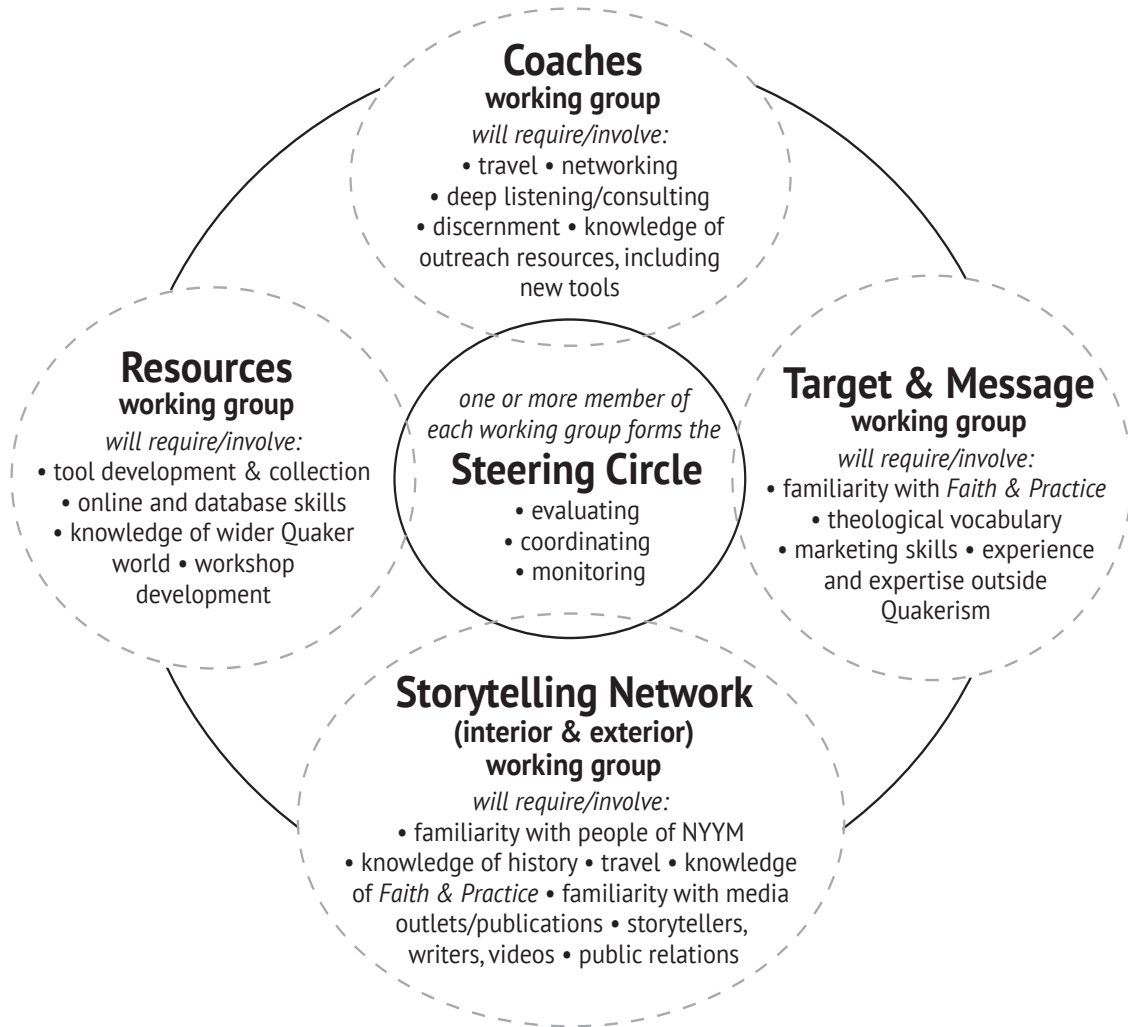 Coaches
working group
will require/involve:
• travel • networking
• deep listening/consulting
• discernment • knowledge of
outreach resources, including
new tools
Resources
working group
will require/involve:
• tool development & collection
• online and database skills
• knowledge of wider Quaker
world • workshop
development
one or more member of
each working group forms the
Steering Circle
• evaluating
• coordinating
• monitoring
Target & Message
working group
will require/involve:
• familiarity with Faith & Practice
• theological vocabulary
• marketing skills • experience
and expertise outside
Quakerism
Storytelling Network
(interior & exterior)
working group
will require/involve:
• familiarity with people of NYYM
• knowledge of history • travel • knowledge
of Faith & Practice • familiarity with media
outlets/publications • storytellers,
writers, videos • public relations